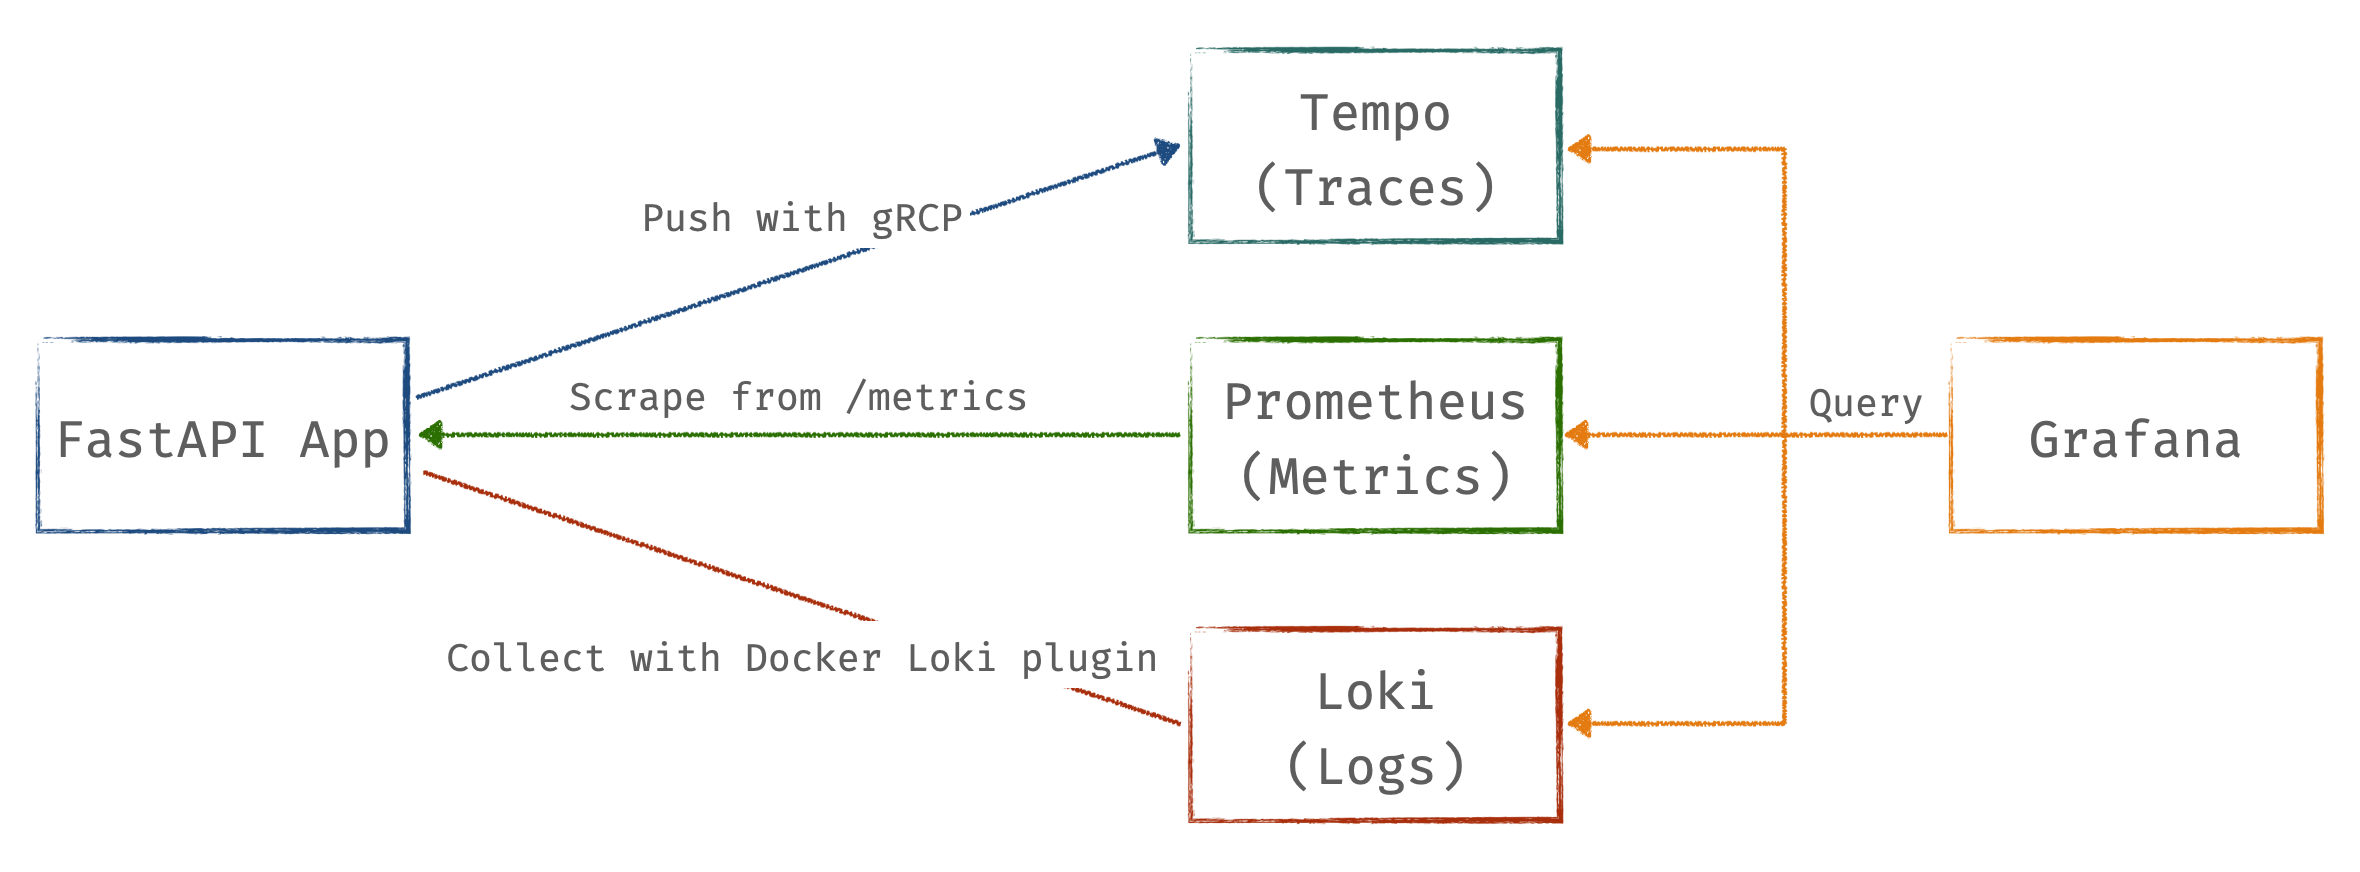 Tempo
(Traces)
Push with gRCP
FastAPI App
Scrape from /metrics
Prometheus
(Metrics)
Query
Grafana
Collect with Docker Loki plugin
Loki
(Logs)